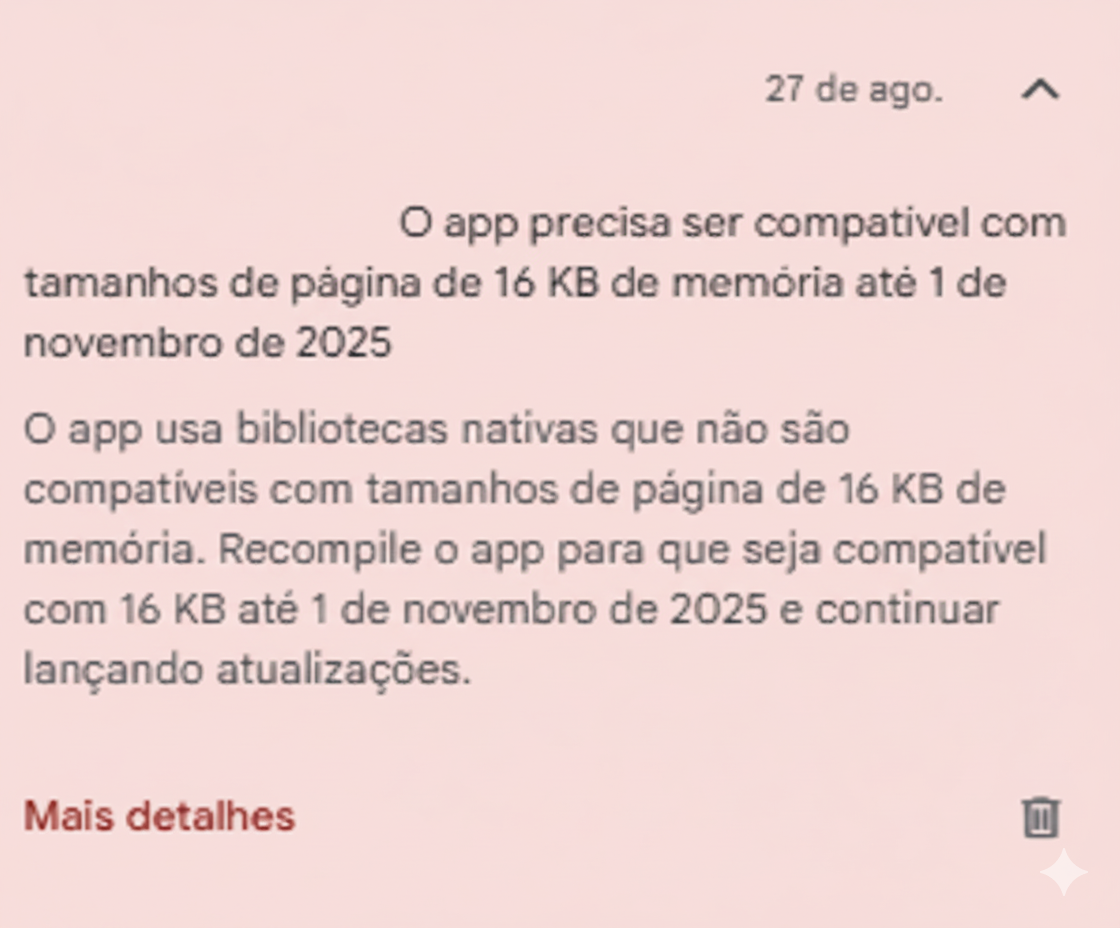 27 de ago.
O app precisa ser compativel com
tamanhos de página de 16 KB de memória até 1 de
novembro de 2025
O app usa bibliotecas nativas que não são
compatíveis com tamanhos de página de 16 KB de
memória. Recompile o app para que seja compatível
com 16 KB até 1 de novembro de 2025 e continuar
lançando atualizações.
Mais detalhes